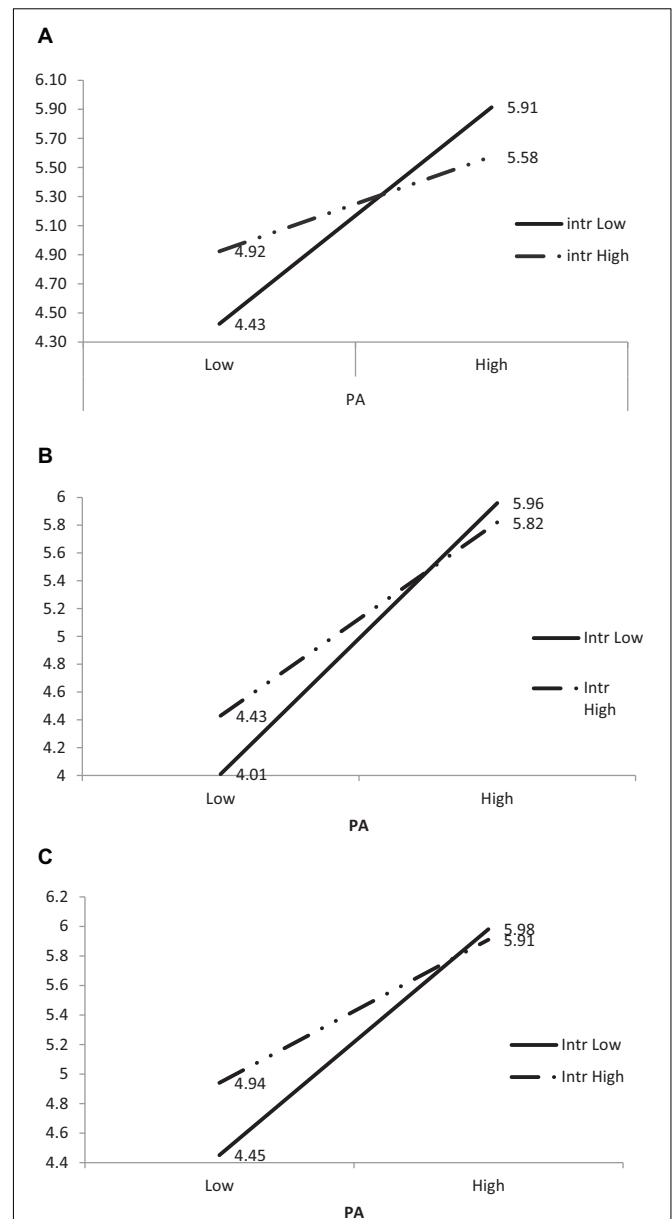 A
6.10
5.90
5.70
5.50
5.30
5.10
4.90
4.70
4.50
4.30
5.91
5.58
4.92
4.43
intr Low
intr High
Low High
PA
B
6
5.8
5.6
5.4
5.2
5
4.8
4.6
4.4
4.2
4
5.96
5.82
4.43
4.01
Intr Low
Intr
High
Low High
PA
C
6.2
6
5.8
5.6
5.4
5.2
5
4.8
4.6
4.4
5.98
5.91
4.94
4.45
Intr Low
Intr High
Low High
PA